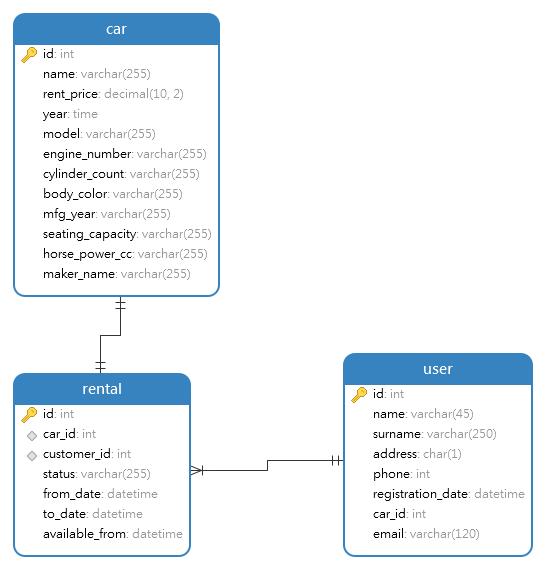 car
id: int
name: varchar(255)
rent_price: decimal(10, 2)
year: time
model: varchar(255)
engine_number: varchar(255)
cylinder_count: varchar(255)
body_color: varchar(255)
mfg_year: varchar(255)
seating_capacity: varchar(255)
horse_power_cc: varchar(255)
maker_name: varchar(255)
rental
id: int
car_id: int
customer_id: int
status: varchar(255)
from_date: datetime
to_date: datetime
available_from: datetime
user
id: int
name: varchar(45)
surname: varchar(250)
address: char(1)
phone: int
registration_date: datetime
car_id: int
email: varchar(120)